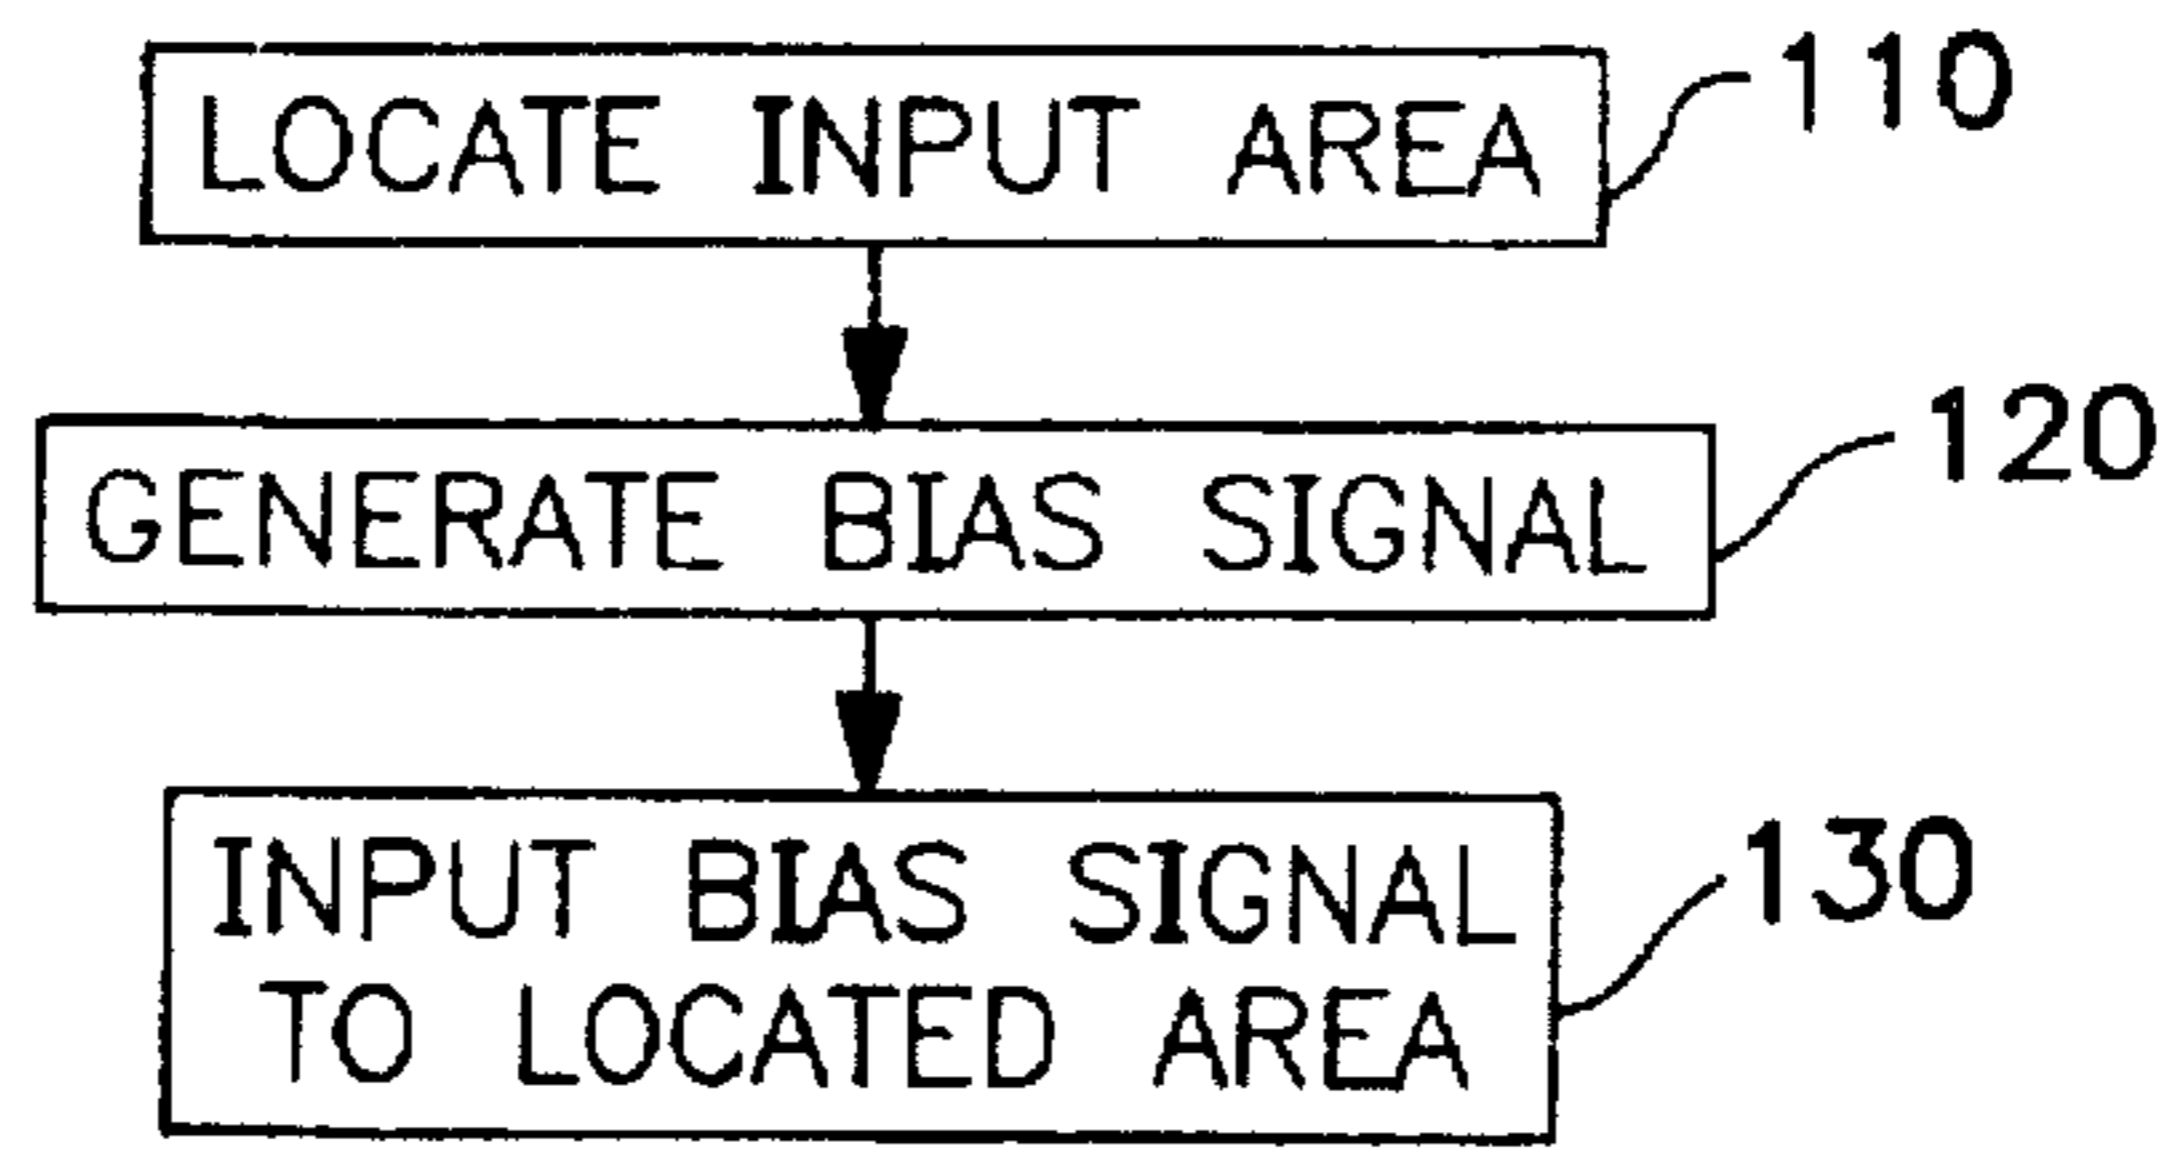 LOCATE INPUT AREA
110
GENERATE BIAS SIGNAL
120
INPUT BIAS SIGNAL
TO LOCATED AREA
130